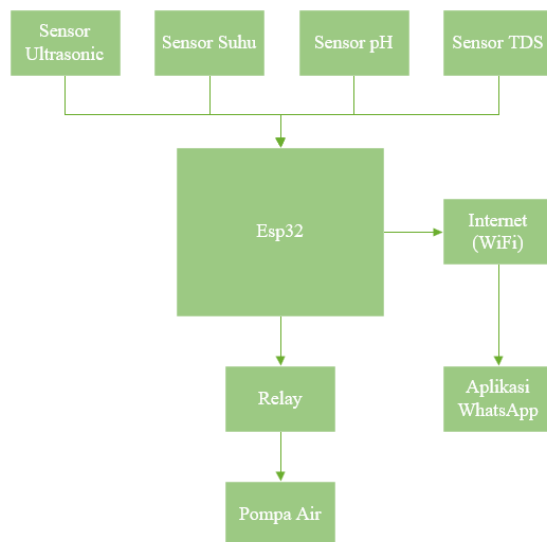 Sensor
Ultrasonic
Sensor Suhu
Sensor pH
Sensor TDS
Esp32
Internet
(WiFi)
Relay
Aplikasi
WhatsApp
Pompa Air